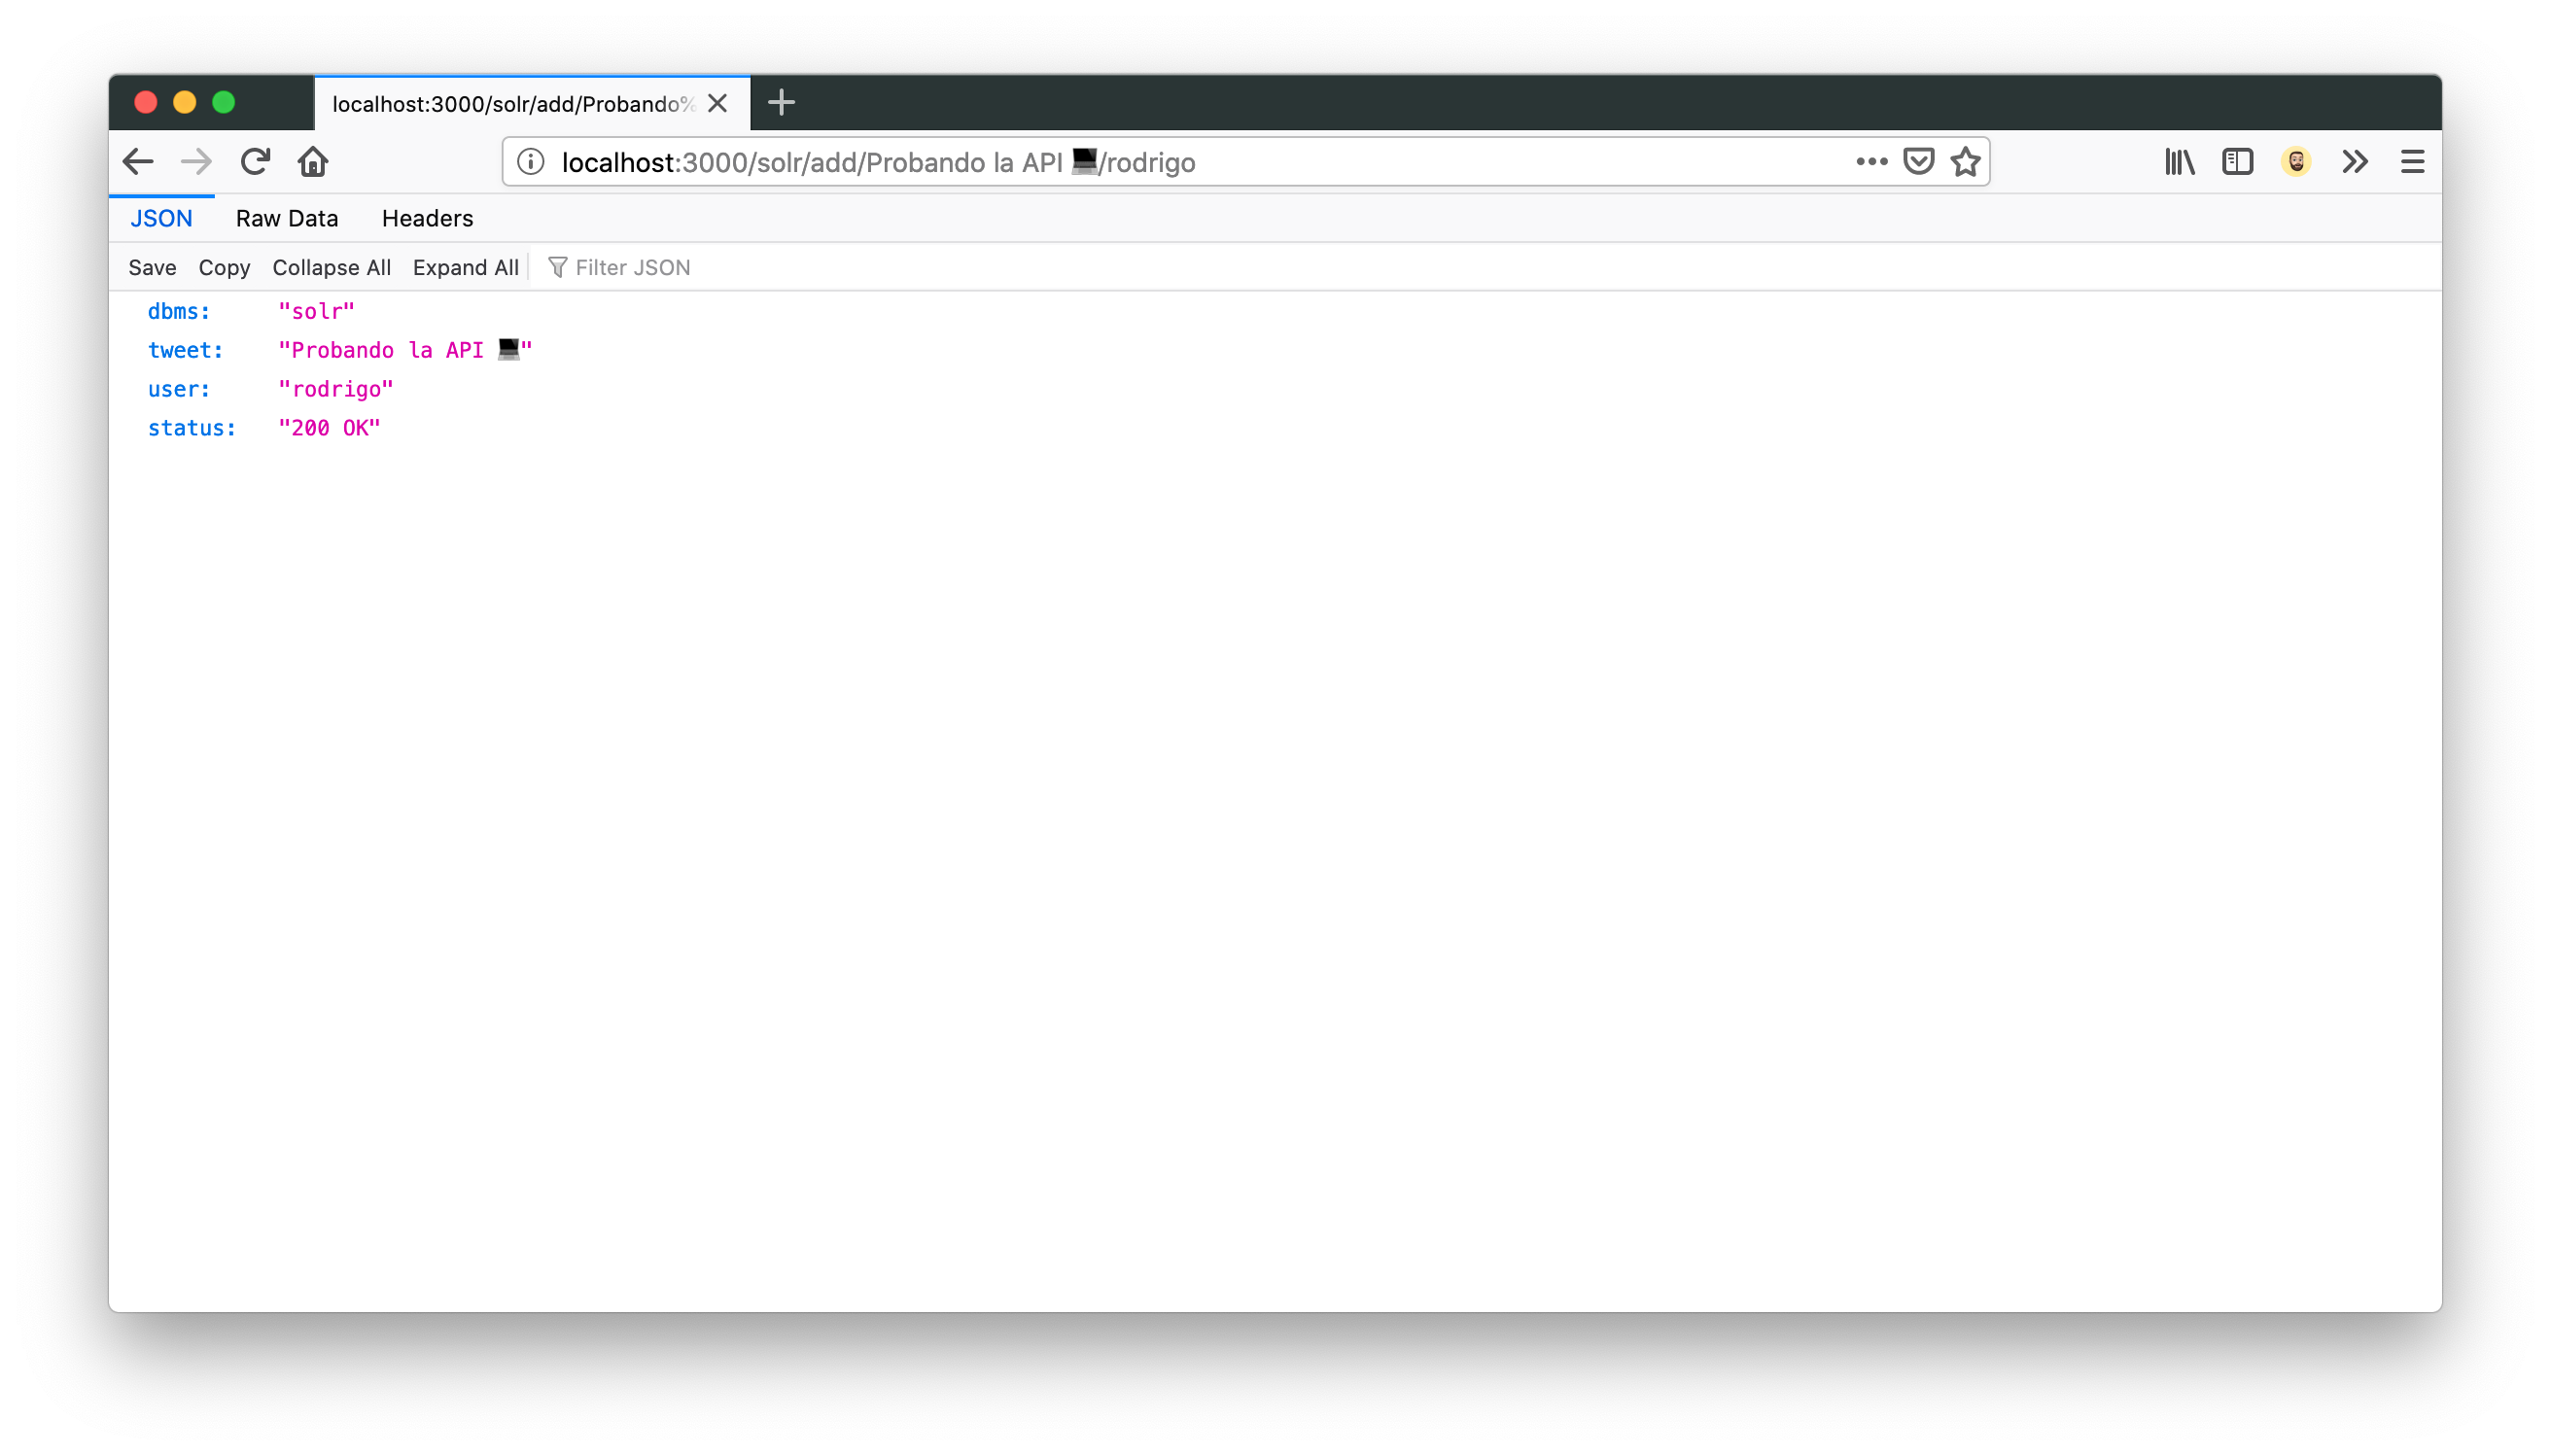 localhost:3000/solr/add/Probando%
localhost:3000/solr/add/Probando la API 💻/rodrigo
JSON Raw Data Headers
Save Copy Collapse All Expand All Filter JSON
dbms: "solr"
tweet: "Probando la API 💻"
user: "rodrigo"
status: "200 OK"